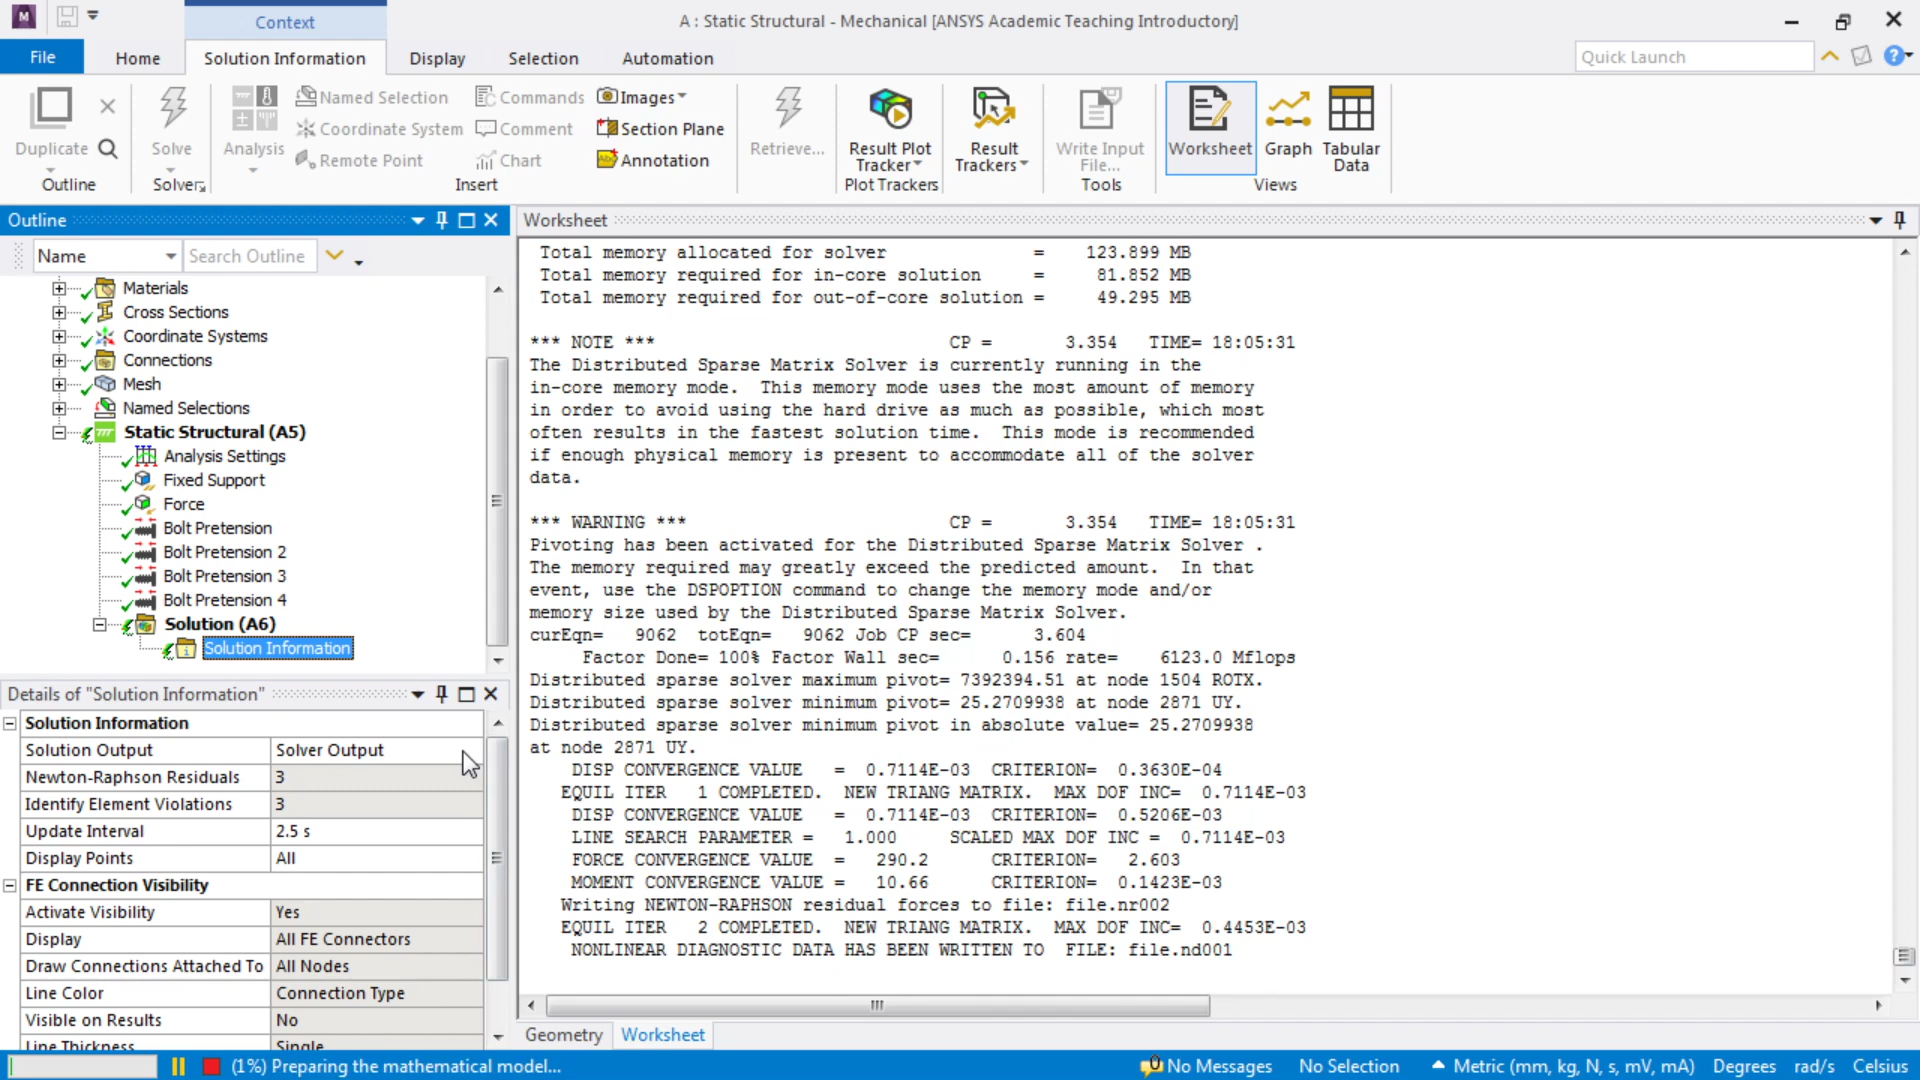 M
Context
A : Static Structural - Mechanical [ANSYS Academic Teaching Introductory]
File
Home
Solution Information
Display
Selection
Automation
Quick Launch
Duplicate
Outline
Solve
Solver
Analysis
Named Selection
Coordinate System
Remote Point
Commands
Comment
Chart
Images
Section Plane
Annotation
Insert
Retrieve...
Result Plot
Tracker
Plot Trackers
Result
Trackers
Write Input
File...
Tools
Worksheet
Graph
Tabular
Data
Views
Outline
Name
Search Outline
Materials
Cross Sections
Coordinate Systems
Connections
Mesh
Named Selections
Static Structural (A5)
Analysis Settings
Fixed Support
Force
Bolt Pretension
Bolt Pretension 2
Bolt Pretension 3
Bolt Pretension 4
Solution (A6)
Solution Information
Details of "Solution Information"
Solution Information
Solution Output Solver Output
Newton-Raphson Residuals 3
Identify Element Violations 3
Update Interval 2.5 s
Display Points All
FE Connection Visibility
Activate Visibility Yes
Display All FE Connectors
Draw Connections Attached To All Nodes
Line Color Connection Type
Visible on Results No
Line Thickness Single
Worksheet
Total memory allocated for solver = 123.899 MB
Total memory required for in-core solution = 81.852 MB
Total memory required for out-of-core solution = 49.295 MB
*** NOTE *** CP = 3.354 TIME= 18:05:31
The Distributed Sparse Matrix Solver is currently running in the
in-core memory mode. This memory mode uses the most amount of memory
in order to avoid using the hard drive as much as possible, which most
often results in the fastest solution time. This mode is recommended
if enough physical memory is present to accommodate all of the solver
data.
*** WARNING *** CP = 3.354 TIME= 18:05:31
Pivoting has been activated for the Distributed Sparse Matrix Solver .
The memory required may greatly exceed the predicted amount. In that
event, use the DSPOPTION command to change the memory mode and/or
memory size used by the Distributed Sparse Matrix Solver.
curEqn= 9062 totEqn= 9062 Job CP sec= 3.604
Factor Done= 100% Factor Wall sec= 0.156 rate= 6123.0 Mflops
Distributed sparse solver maximum pivot= 7392394.51 at node 1504 ROTX.
Distributed sparse solver minimum pivot= 25.2709938 at node 2871 UY.
Distributed sparse solver minimum pivot in absolute value= 25.2709938
at node 2871 UY.
DISP CONVERGENCE VALUE = 0.7114E-03 CRITERION= 0.3630E-04
EQUIL ITER 1 COMPLETED. NEW TRIANG MATRIX. MAX DOF INC= 0.7114E-03
DISP CONVERGENCE VALUE = 0.7114E-03 CRITERION= 0.5206E-03
LINE SEARCH PARAMETER = 1.000 SCALED MAX DOF INC = 0.7114E-03
FORCE CONVERGENCE VALUE = 290.2 CRITERION= 2.603
MOMENT CONVERGENCE VALUE = 10.66 CRITERION= 0.1423E-03
Writing NEWTON-RAPHSON residual forces to file: file.nr002
EQUIL ITER 2 COMPLETED. NEW TRIANG MATRIX. MAX DOF INC= 0.4453E-03
NONLINEAR DIAGNOSTIC DATA HAS BEEN WRITTEN TO FILE: file.nd001
Geometry
Worksheet
(1%) Preparing the mathematical model...
0 No Messages
No Selection
Metric (mm, kg, N, s, mV, mA)
Degrees
rad/s
Celsius